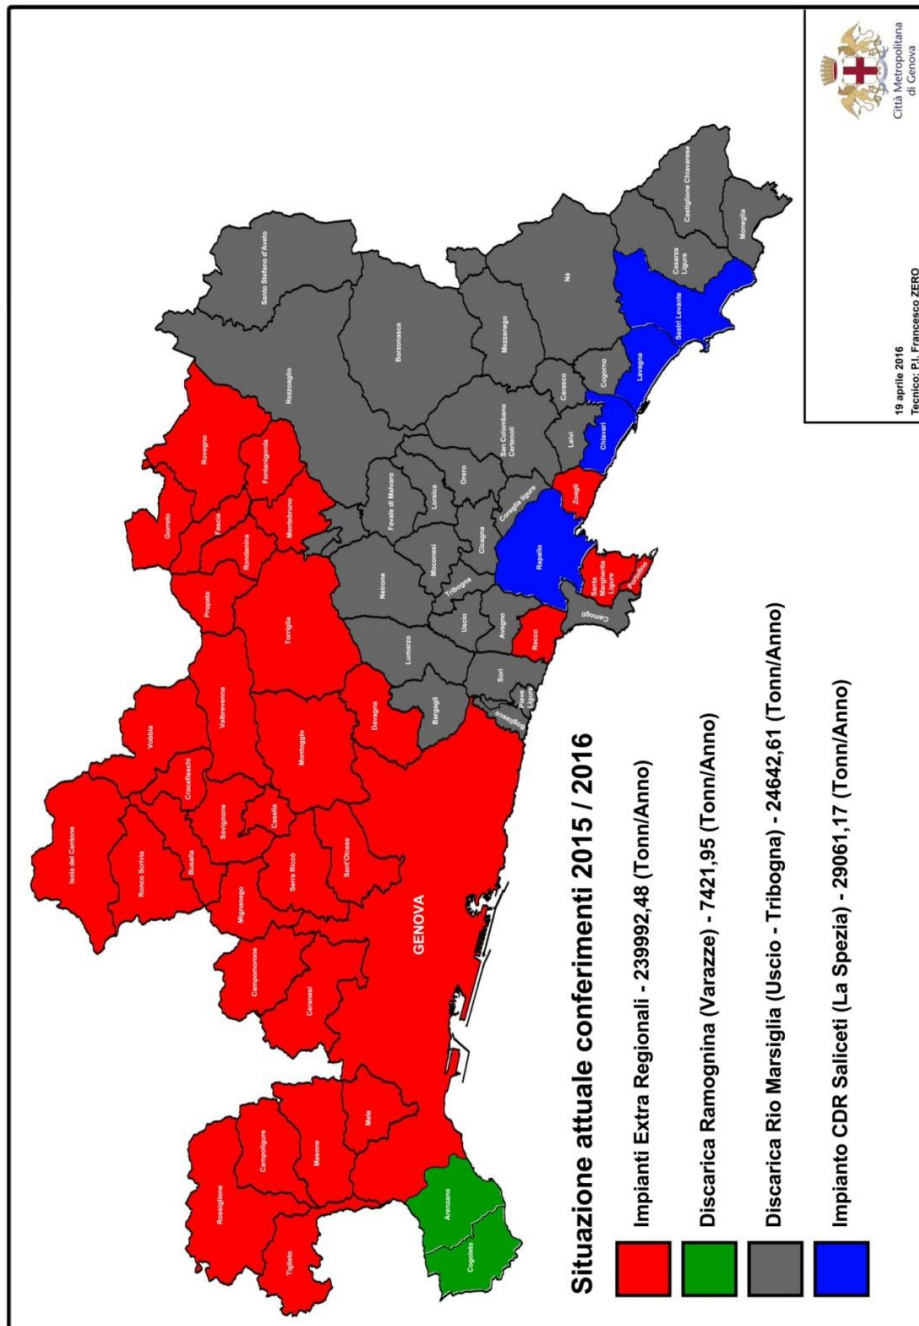 Città Metropolitana
di Genova
Isola del Cantone
Vobbia
Ronco Scrivia
Crocefieschi
Busalla
Valbrevenna
Savignone
Casella
Mignanego
Serra Riccò
Sant'Olcese
Montoggio
Campomorone
Ceranesi
GENOVA
Rossiglione
Campoligure
Masone
Mele
Tiglieto
Arenzano
Cogoleto
Propata
Gorreto
Fascia
Rondanina
Rovegno
Fontanigorda
Montebruno
Torriglia
Davagna
Bargagli
Lumarzo
Neirone
Favale di Malvaro
Lorsica
Moconesi
Orero
Tribogna
Cicagna
Coreglia ligure
Uscio
Avegno
Sori
Pieve
Ligure
Bogliasco
Recco
Camogli
Santa
Margherita
Ligure
Portofino
Rapallo
Zoagli
Santo Stefano d'Aveto
Rezzoaglio
Borzonasca
Mezzanego
San Colombano
Certenoli
Carasco
Leivi
Cogorno
Nè
Chiavari
Lavagna
Sestri Levante
Casarza
Ligure
Castiglione Chiavarese
Moneglia
Situazione attuale conferimenti 2015 / 2016
Impianti Extra Regionali - 239992,48 (Tonn/Anno)
Discarica Ramognina (Varazze) - 7421,95 (Tonn/Anno)
Discarica Rio Marsiglia (Uscio - Tribogna) - 24642,61 (Tonn/Anno)
Impianto CDR Saliceti (La Spezia) - 29061,17 (Tonn/Anno)
19 aprile 2016
Tecnico: P.I. Francesco ZERO